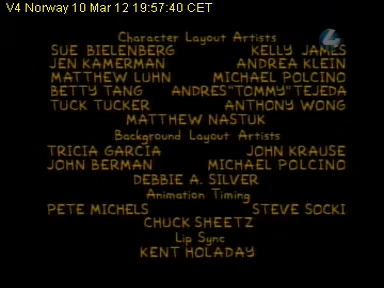 V4 Norway 10 Mar 12 19:57:40 CET
4
Character Layout Artists
SUE BIELENBERG KELLY JAMES
JEN KAMERMAN ANDREA KLEIN
MATTHEW LUHN MICHAEL POLCINO
BETTY TANG ANDRES"TOMMY"TEJEDA
TUCK TUCKER ANTHONY WONG
MATTHEW NASTUK
Background Layout Artists
TRICIA GARCIA JOHN KRAUSE
JOHN BERMAN MICHAEL POLCINO
DEBBIE A. SILVER
Animation Timing
PETE MICHELS STEVE SOCKI
CHUCK SHEETZ
Lip Sync
KENT HOLADAY